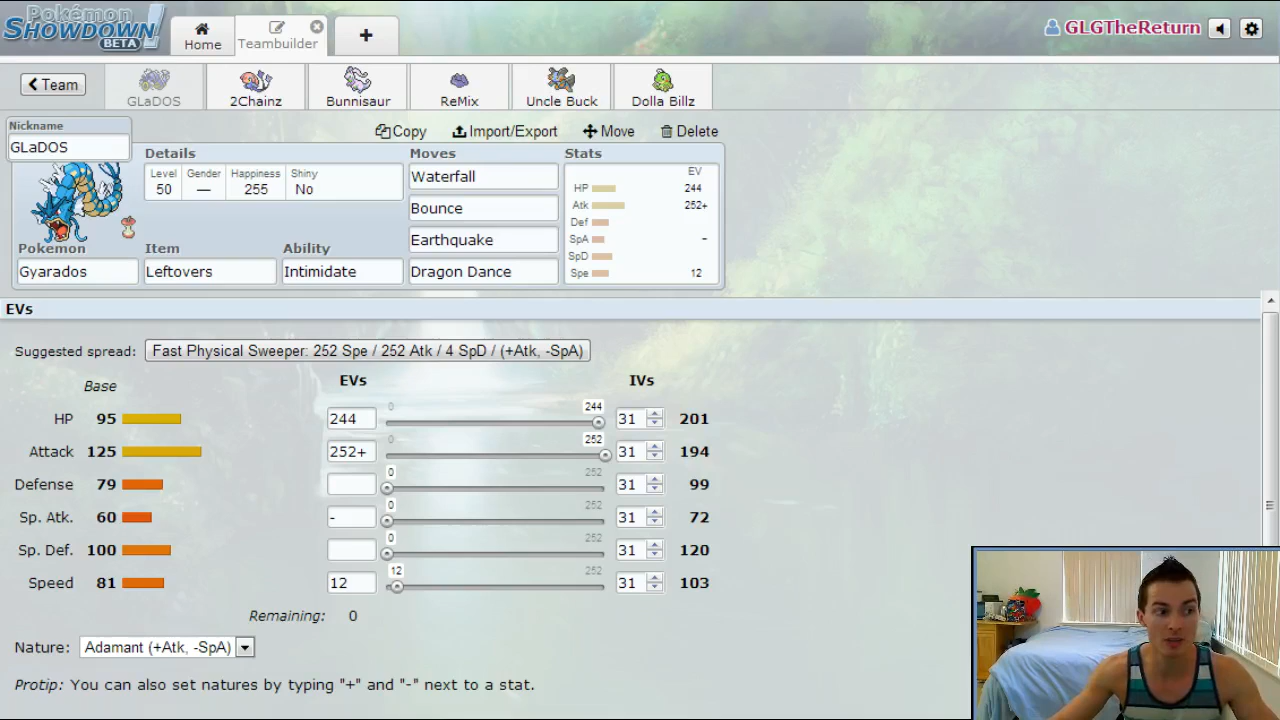 Pokémon
SHOWDOWN!
BETA
Home
Teambuilder
+
GLGTheReturn
< Team
GLaDOS
2Chainz
Bunnisaur
ReMix
Uncle Buck
Dolla Billz
Nickname
GLaDOS
Copy Import/Export Move Delete
Details
Level Gender Happiness Shiny
50 — 255 No
Pokemon
Gyarados
Item
Leftovers
Ability
Intimidate
Moves
Waterfall
Bounce
Earthquake
Dragon Dance
Stats
EV
HP 244
Atk 252+
Def
SpA -
SpD
Spe 12
EVs
Suggested spread: Fast Physical Sweeper: 252 Spe / 252 Atk / 4 SpD / (+Atk, -SpA)
Base EVs IVs
HP 95 244 0 244 31 201
Attack 125 252+ 0 252 31 194
Defense 79 0 252 31 99
Sp. Atk. 60 - 0 252 31 72
Sp. Def. 100 0 252 31 120
Speed 81 12 12 252 31 103
Remaining: 0
Nature: Adamant (+Atk, -SpA)
Protip: You can also set natures by typing "+" and "-" next to a stat.